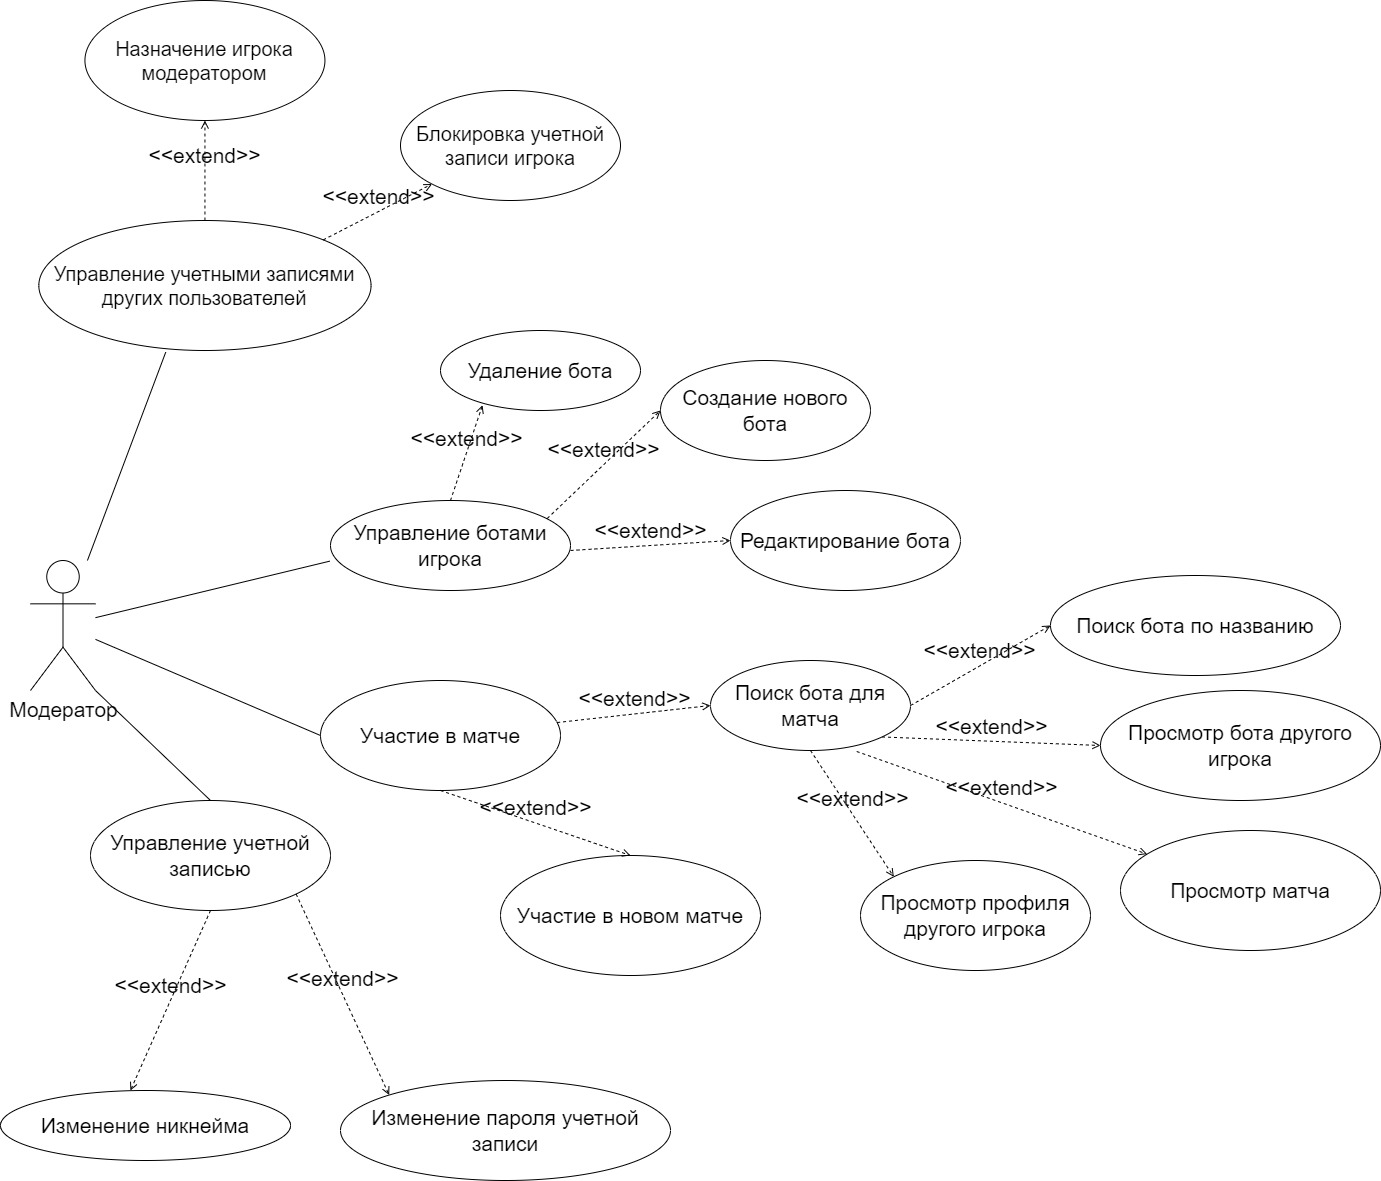 Назначение игрока
модератором
<<extend>>
Блокировка учетной
записи игрока
<<extend>>
Управление учетными записями
других пользователей
Удаление бота
Создание нового
бота
<<extend>>
<<extend>>
Управление ботами
игрока
<<extend>>
Редактирование бота
Модератор
Поиск бота по названию
<<extend>>
Поиск бота для
матча
<<extend>>
Участие в матче
<<extend>>
Просмотр бота другого
игрока
<<extend>>
<<extend>>
<<extend>>
Управление учетной
записью
Просмотр матча
Участие в новом матче
Просмотр профиля
другого игрока
<<extend>>
<<extend>>
Изменение никнейма
Изменение пароля учетной
записи